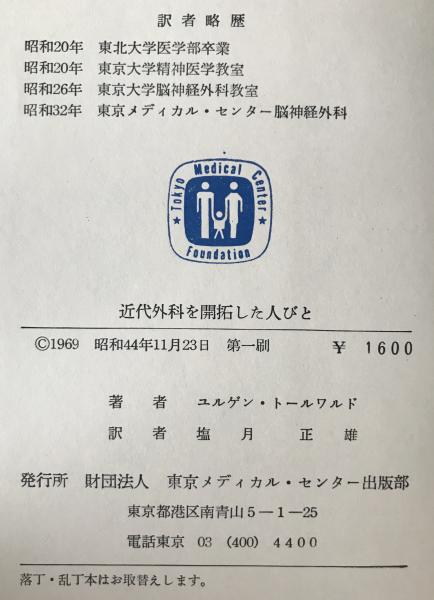 訳者略歴
昭和20年 東北大学医学部卒業
昭和20年 東京大学精神医学教室
昭和26年 東京大学脳神経外科教室
昭和32年 東京メディカル・センター脳神経外科
Tokyo Medical Center
Foundation
近代外科を開拓した人びと
©1969 昭和44年11月23日 第一刷 ¥ 1600
著者 ユルゲン・トールワルド
訳者 塩月正雄
発行所 財団法人 東京メディカル・センター出版部
東京都港区南青山5－1－25
電話東京 03 (400) 4400
落丁・乱丁本はお取替えします。